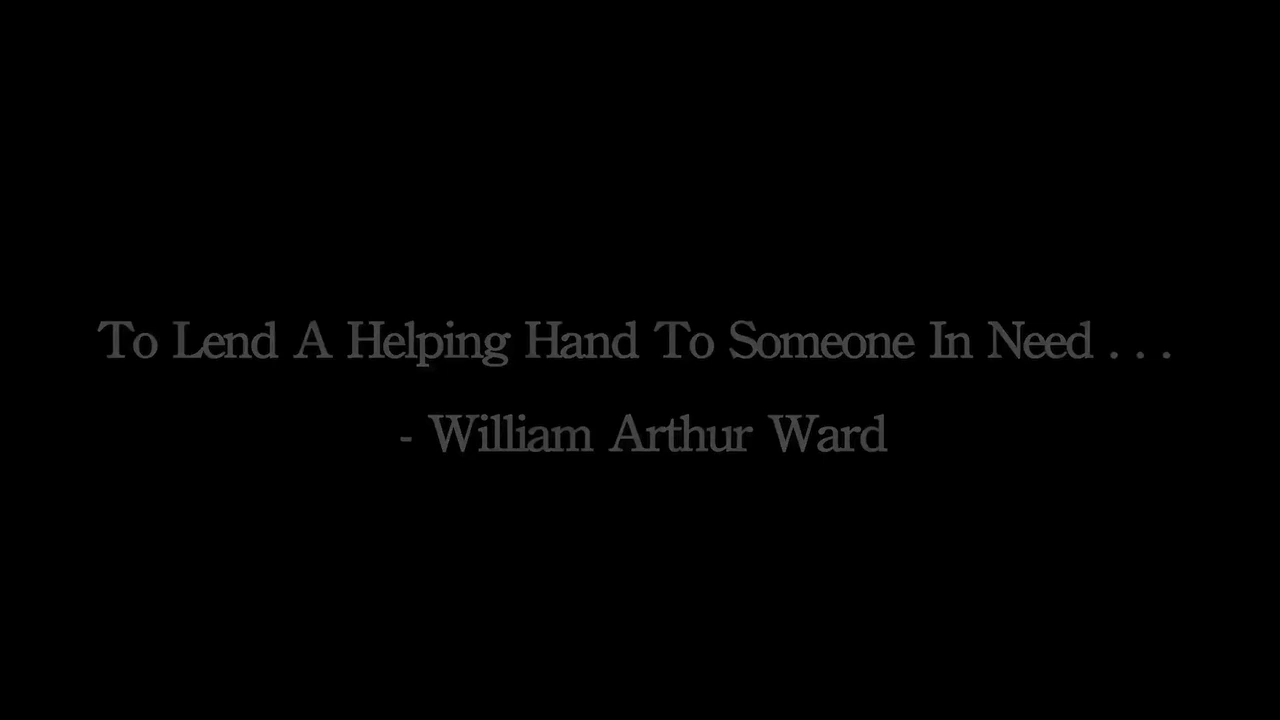 To Lend A Helping Hand To Someone In Need . . .
- William Arthur Ward